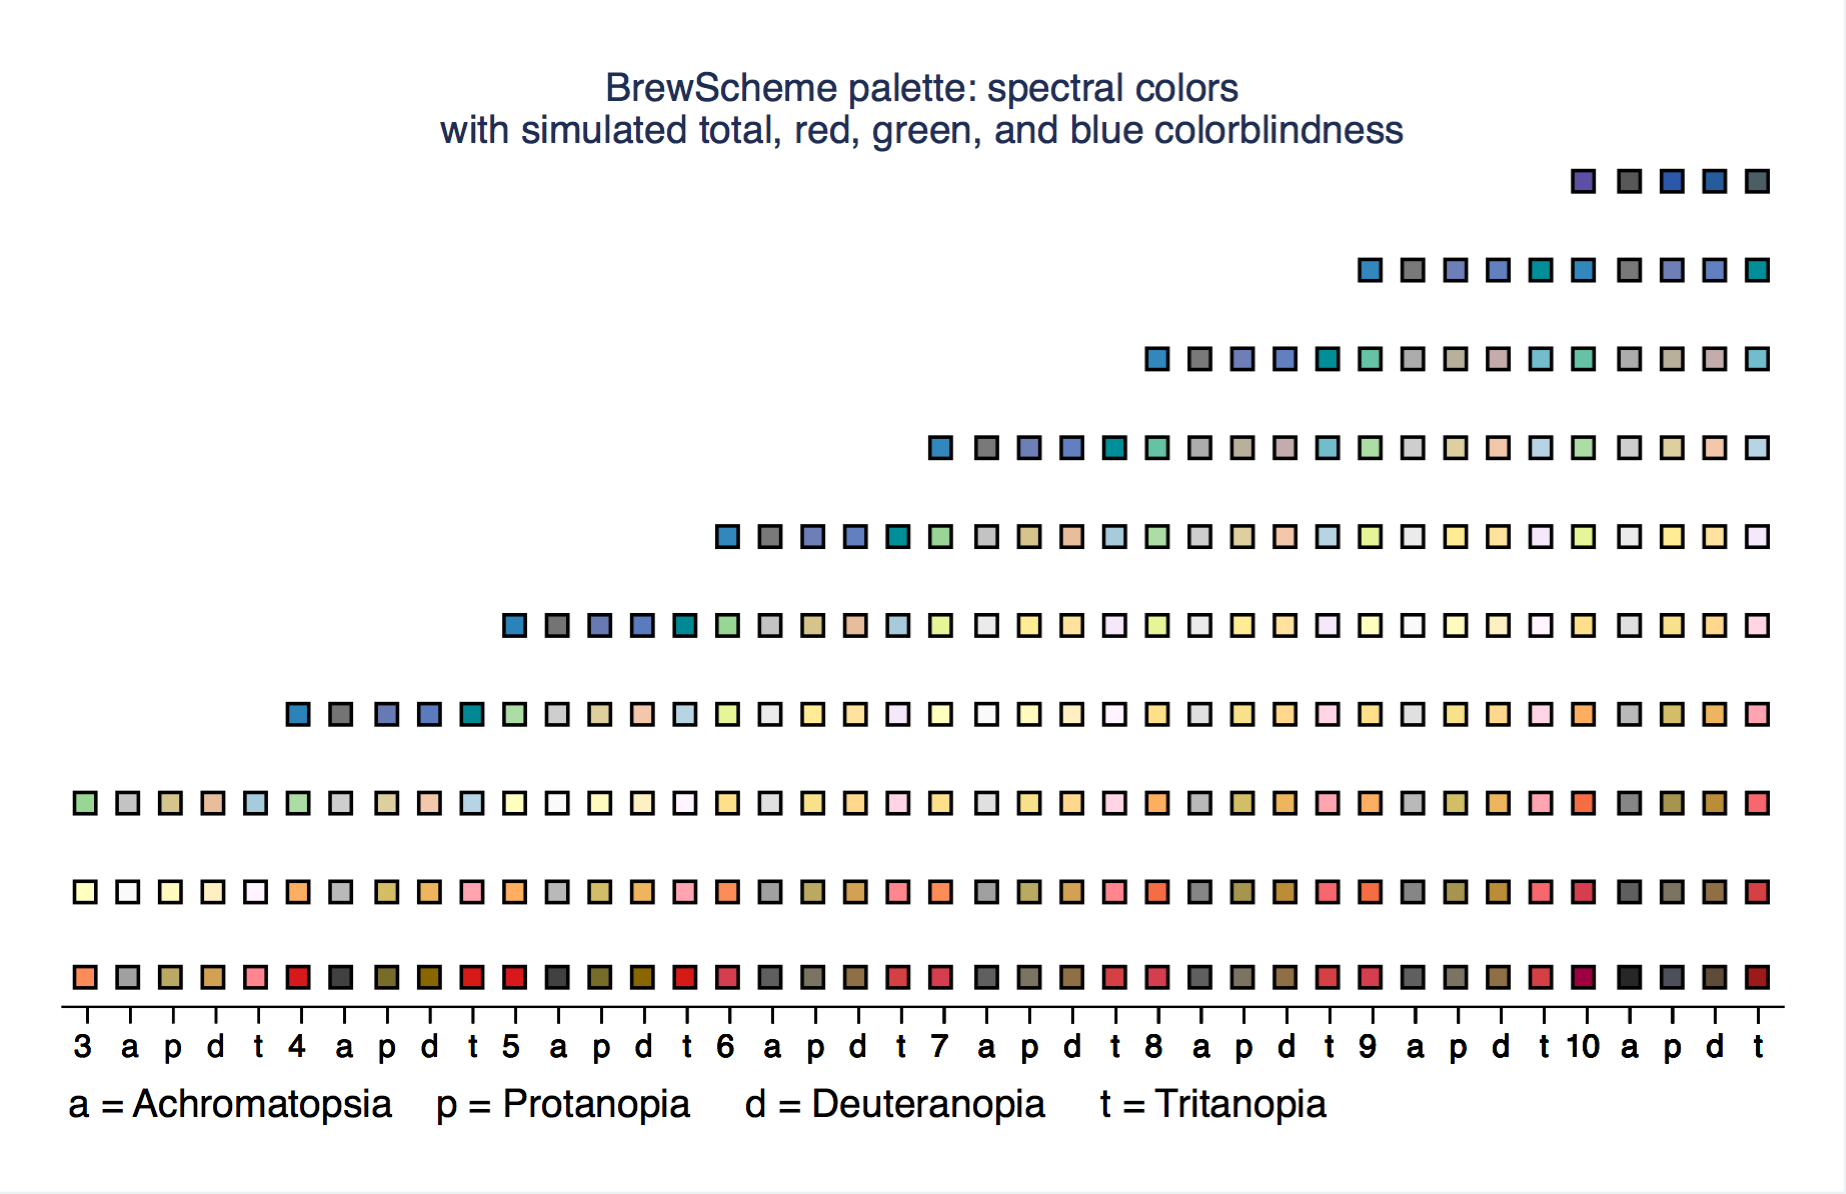 BrewScheme palette: spectral colors
with simulated total, red, green, and blue colorblindness
3 a p d t 4 a p d t 5 a p d t 6 a p d t 7 a p d t 8 a p d t 9 a p d t 10 a p d t
a = Achromatopsia p = Protanopia d = Deuteranopia t = Tritanopia